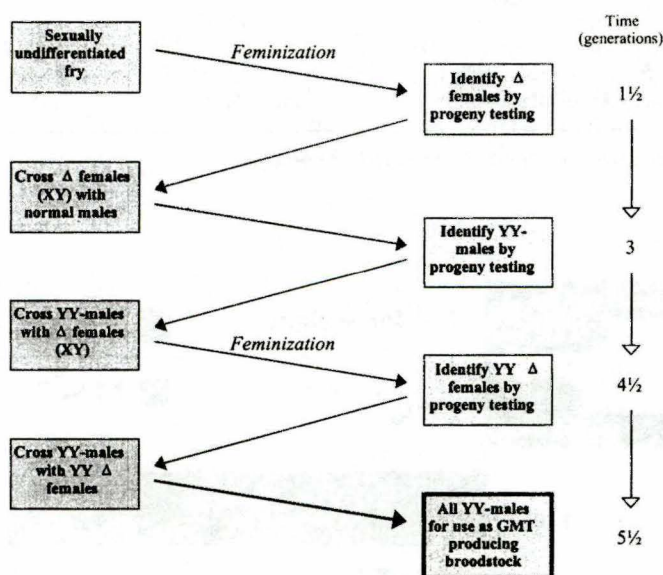 Time
(generations)
Sexually
undifferentiated
fry
Feminization
Identify Δ
females by
progeny testing
1½
Cross Δ females
(XY) with
normal males
Identify YY-
males by
progeny testing
3
Cross YY-males
with Δ females
(XY)
Feminization
Identify YY Δ
females by
progeny testing
4½
Cross YY-males
with YY Δ
females
All YY-males
for use as GMT
producing
broodstock
5½